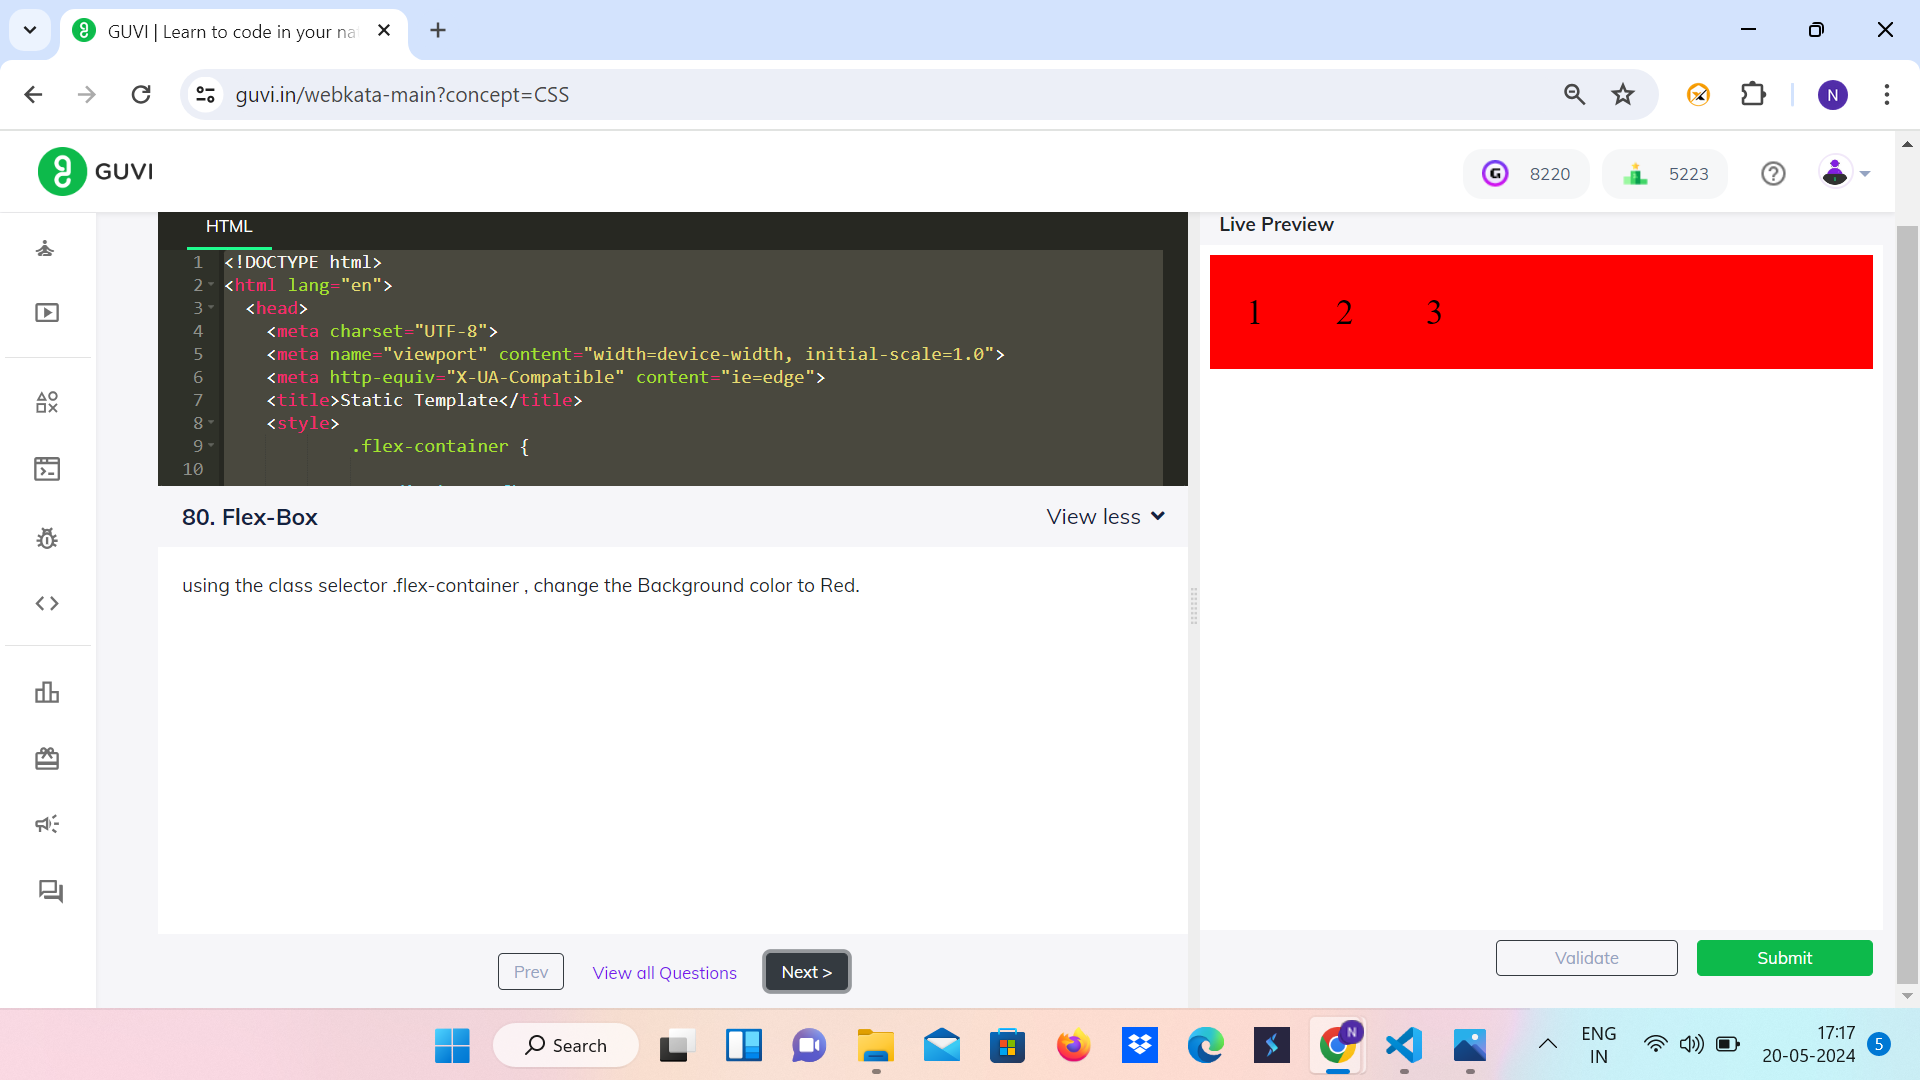 GUVI | Learn to code in your na
guvi.in/webkata-main?concept=CSS
N
GUVI
8220
5223
HTML
Live Preview
1 <!DOCTYPE html>
2 <html lang="en">
3 <head>
4 <meta charset="UTF-8">
5 <meta name="viewport" content="width=device-width, initial-scale=1.0">
6 <meta http-equiv="X-UA-Compatible" content="ie=edge">
7 <title>Static Template</title>
8 <style>
9 .flex-container {
10
1 2 3
80. Flex-Box
View less
using the class selector .flex-container , change the Background color to Red.
Prev
View all Questions
Next >
Validate
Submit
Search
N
ENG
IN
17:17
20-05-2024
5